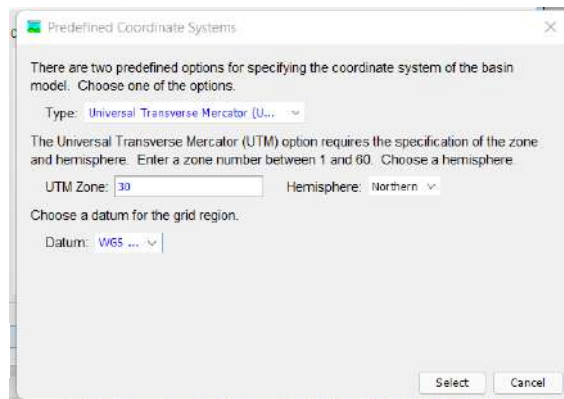 Predefined Coordinate Systems
There are two predefined options for specifying the coordinate system of the basin
model. Choose one of the options.
Type: Universal Transverse Mercator (U...
The Universal Transverse Mercator (UTM) option requires the specification of the zone
and hemisphere. Enter a zone number between 1 and 60. Choose a hemisphere.
UTM Zone: 30 Hemisphere: Northern
Choose a datum for the grid region.
Datum: WGS ...
Select Cancel